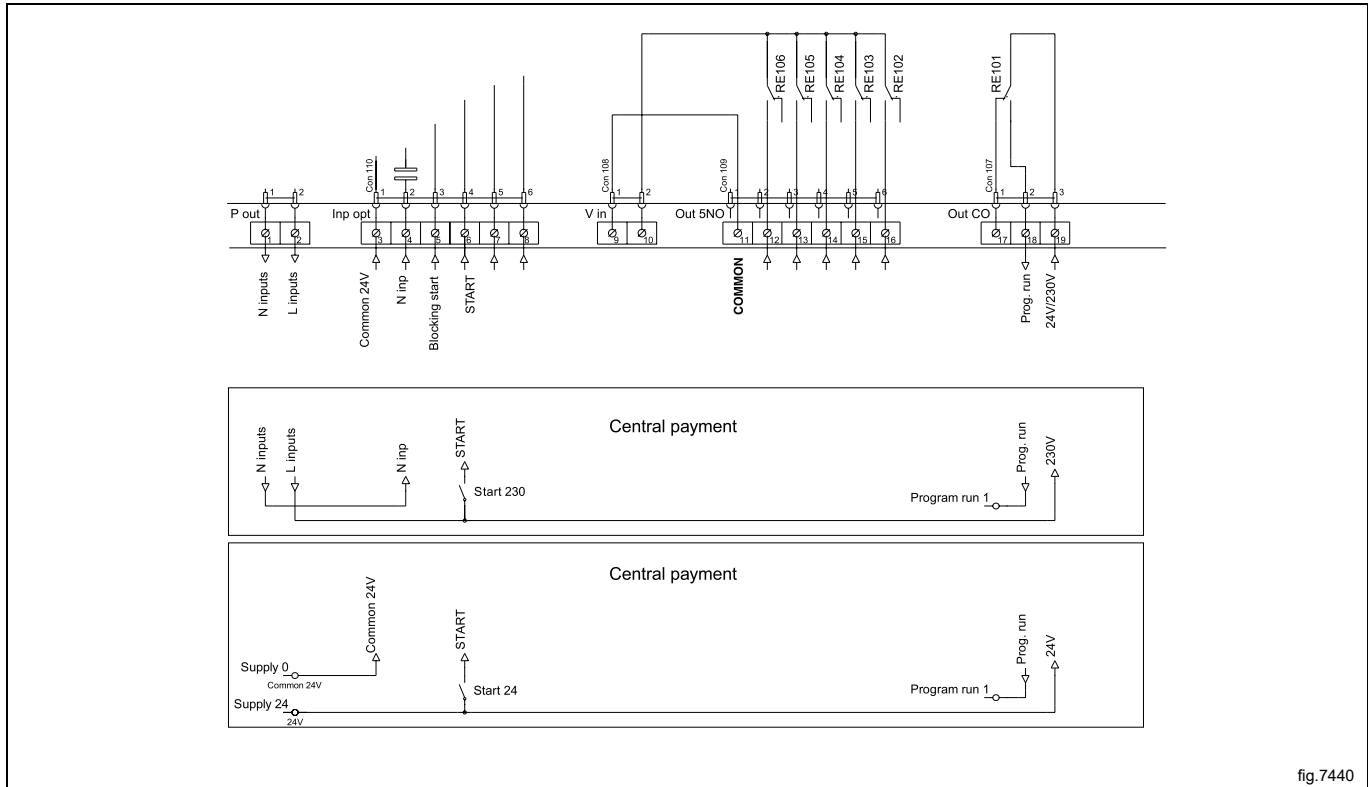 RE106
RE105
RE104
RE103
RE102
RE101
Con 110
Con 108
Con 109
Con 107
1 2
1 2 3 4 5 6
1 2
1 2 3 4 5 6
1 2 3
P out
Inp opt
V in
Out 5NO
Out CO
1 2
3 4 5 6 7 8
9 10
11 12 13 14 15 16
17 18 19
N inputs
L inputs
Common 24V
N inp
Blocking start
START
COMMON
Prog. run
24V/230V
Central payment
N inputs
L inputs
N inp
START
Start 230
Program run 1
Prog. run
230V
Central payment
Common 24V
START
Supply 0
Common 24V
Supply 24
24V
Start 24
Program run 1
Prog. run
24V
fig.7440